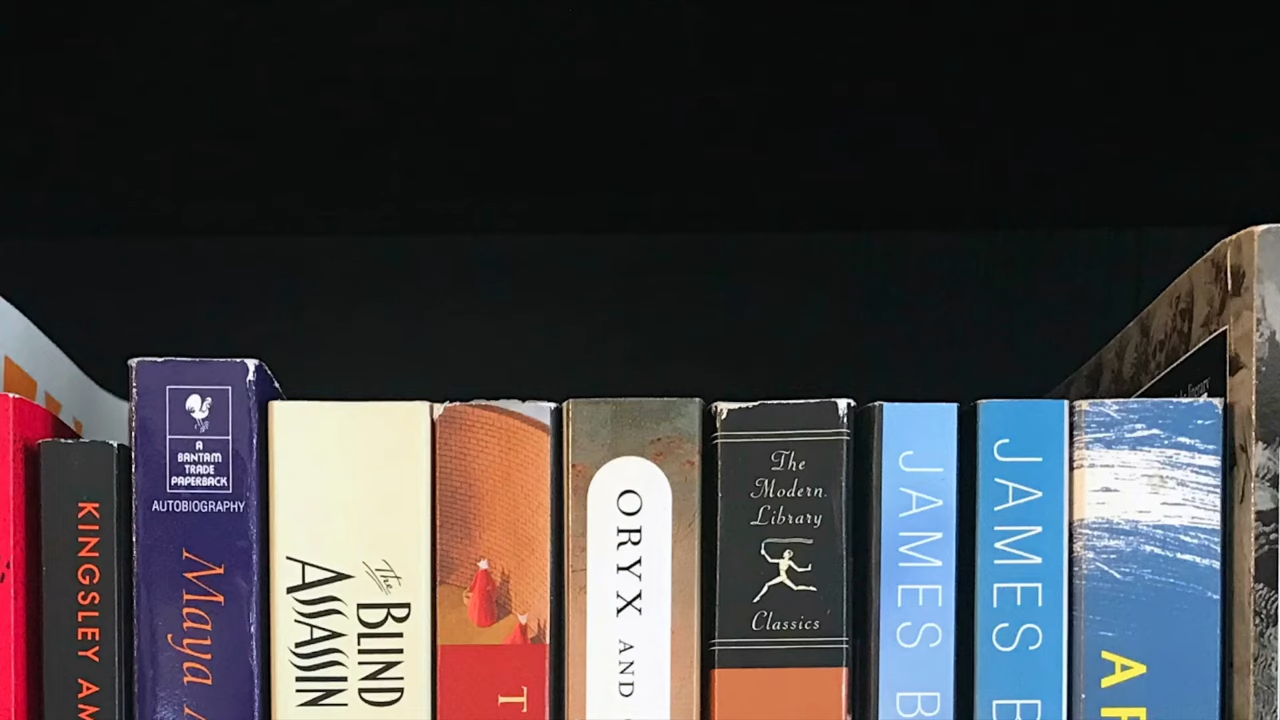 KINGSLEY AM
A
BANTAM
TRADE
PAPERBACK
AUTOBIOGRAPHY
Maya
The
BLIND
ASSASSIN
T
ORYX AND
The
Modern
Library
Classics
JAMES B
JAMES B
A F